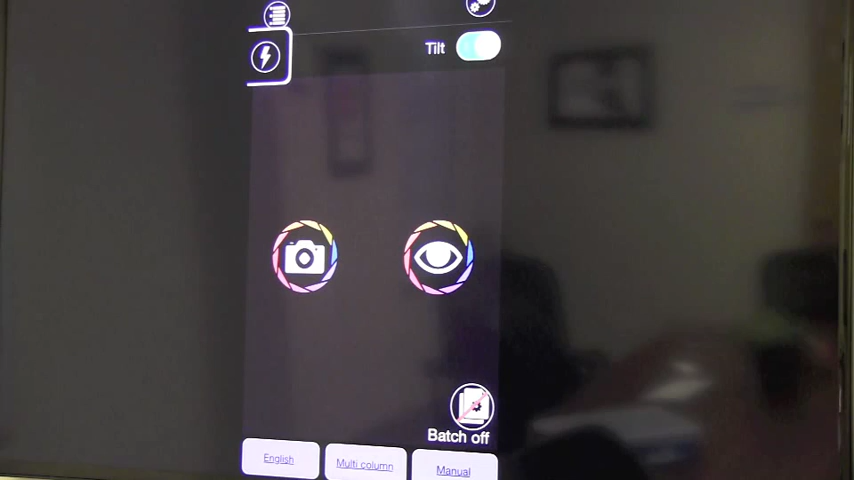 Tilt
Batch off
English
Multi column
Manual